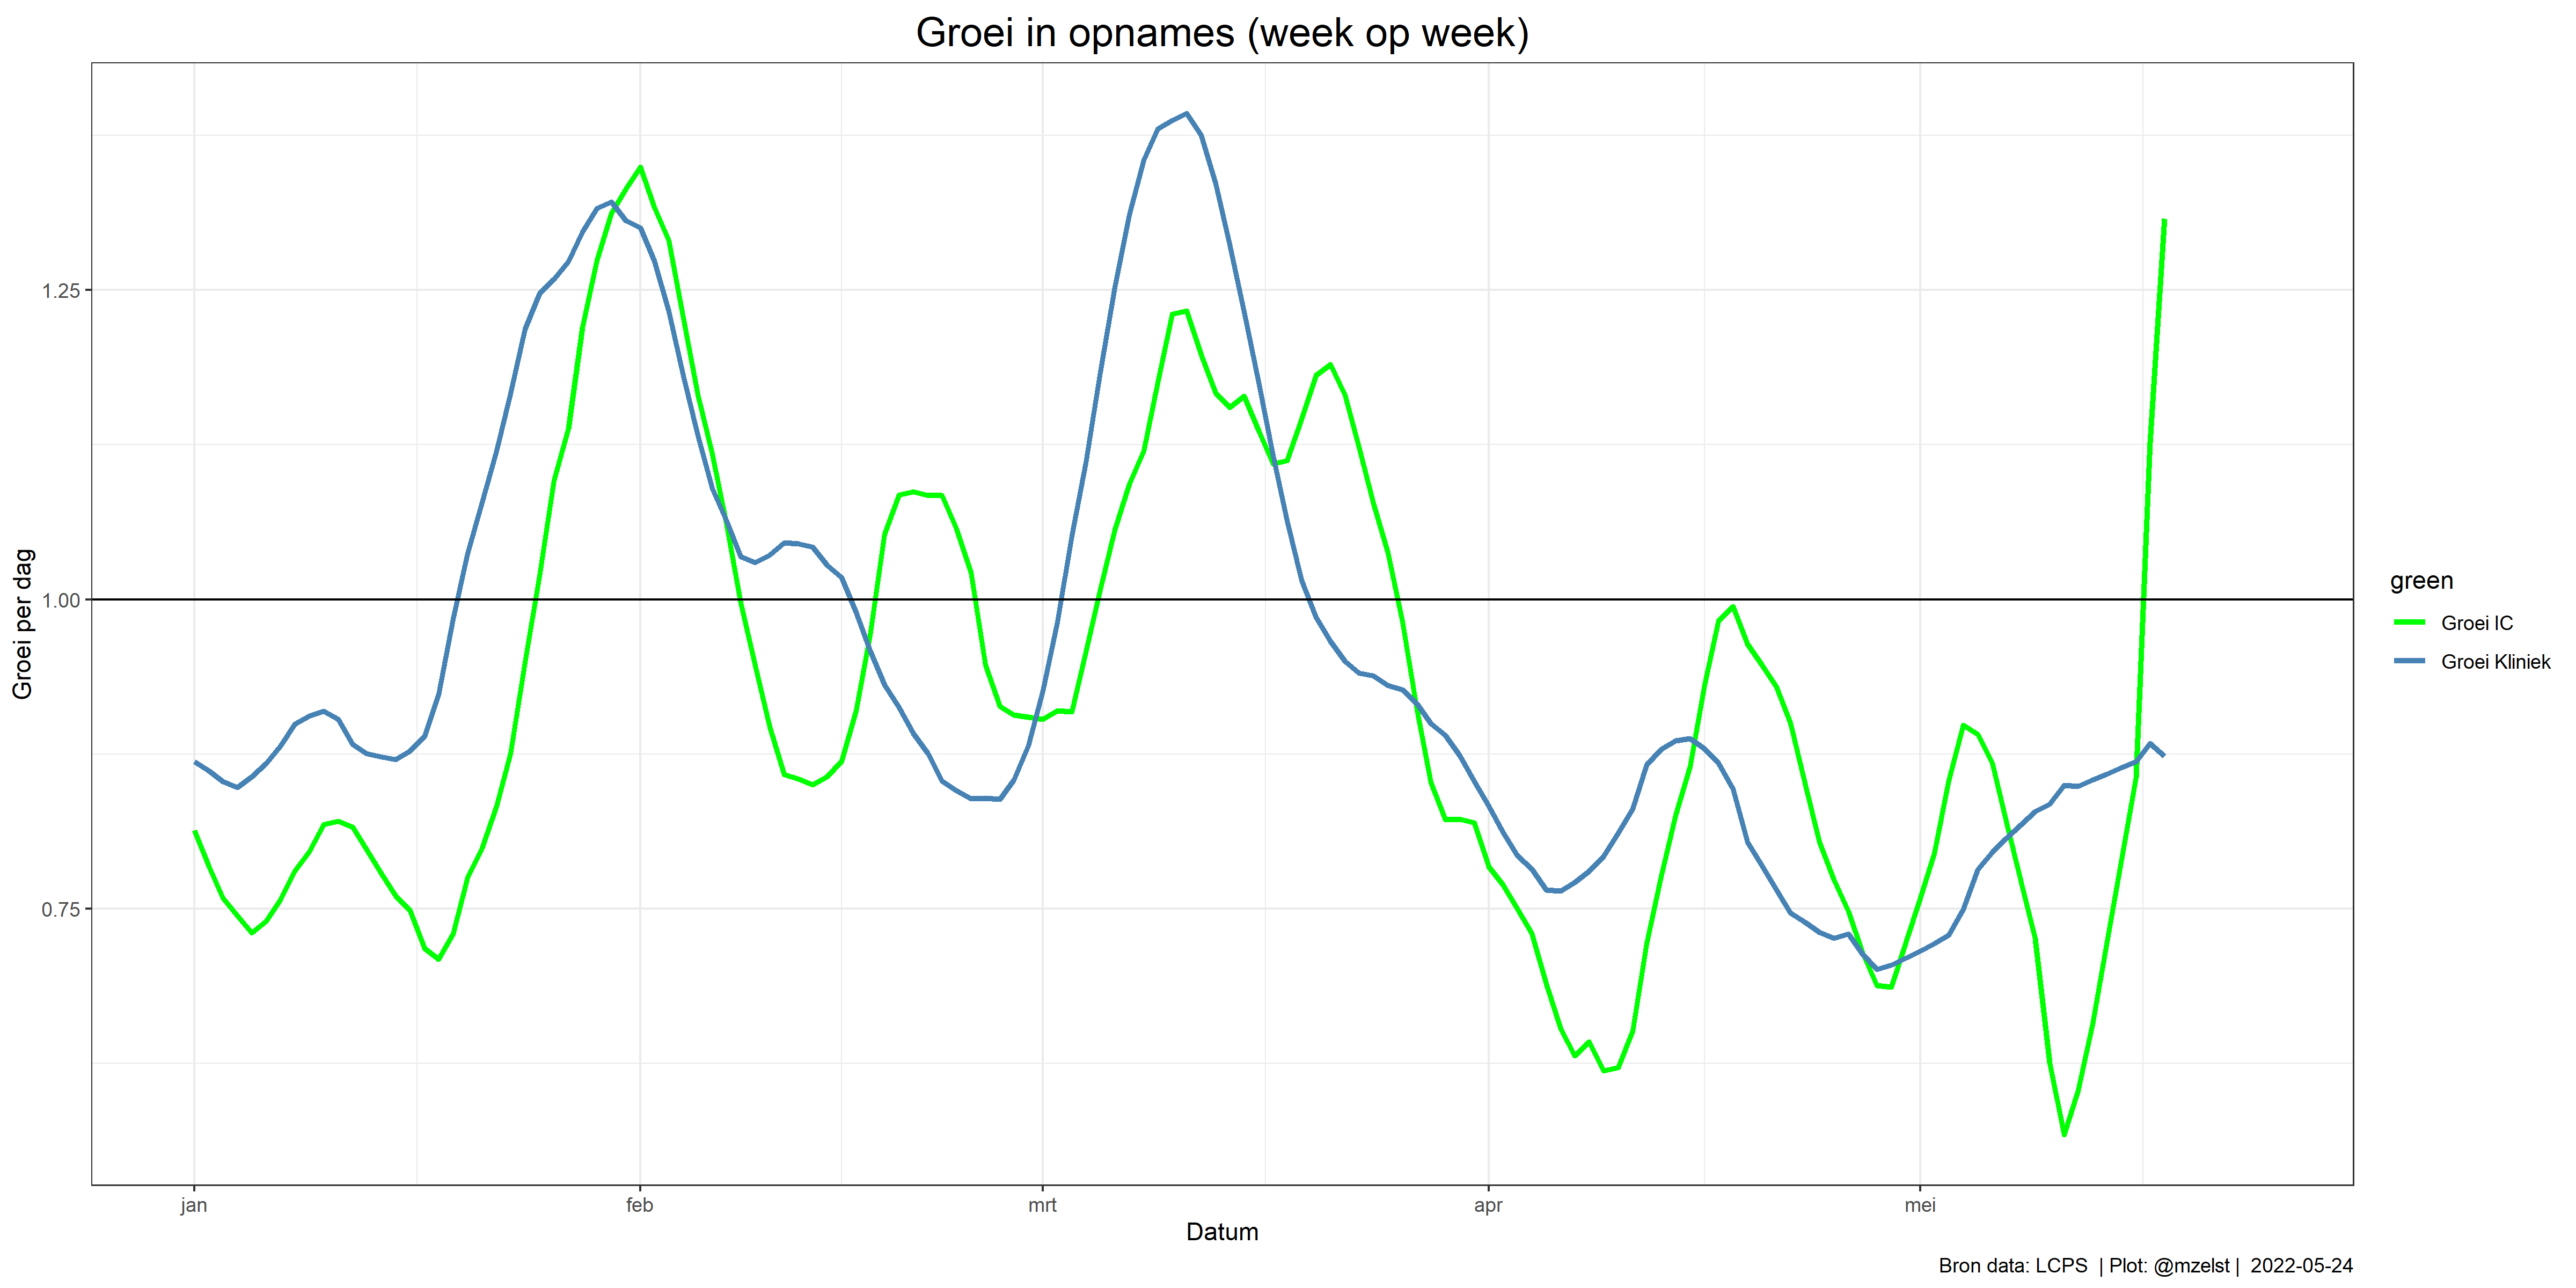 Groei in opnames (week op week)
Groei per dag
1.25
1.00
0.75
jan feb mrt apr mei
Datum
green
Groei IC
Groei Kliniek
Bron data: LCPS | Plot: @mzelst | 2022-05-24